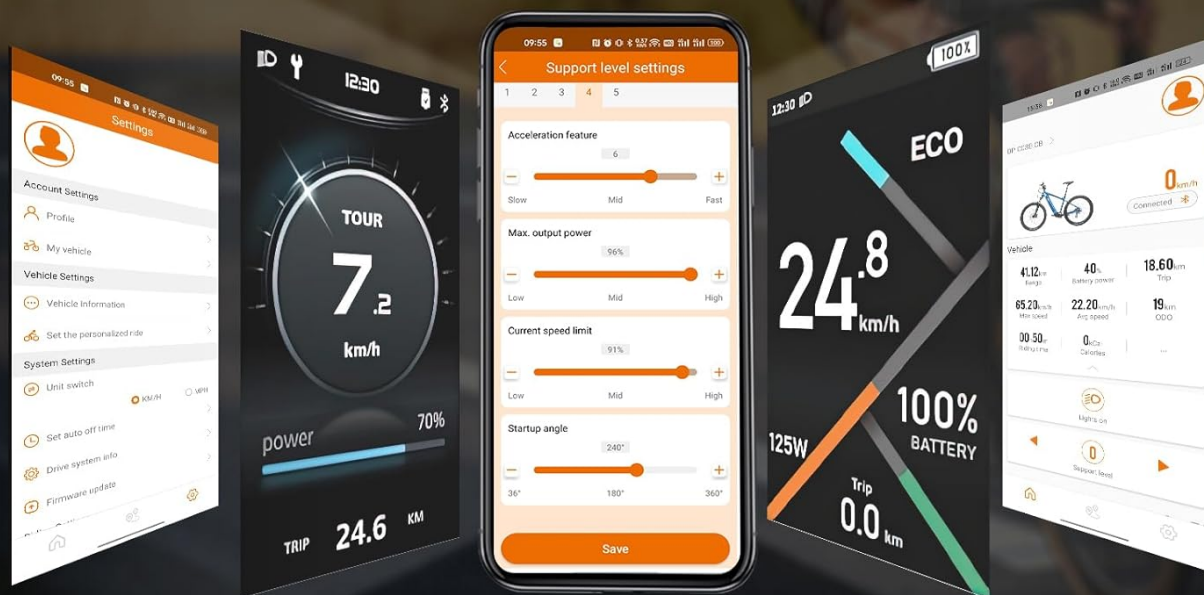 09:55
Settings
Account Settings
Profile
My vehicle
Vehicle Settings
Vehicle Information
Set the personalized ride
System Settings
Unit switch
KM/H MPH
Set auto off time
Drive system info
Firmware update
12:30
TOUR
7.2
km/h
power 70%
TRIP 24.6 KM
09:55
Support level settings
1 2 3 4 5
Acceleration feature
6
Slow Mid Fast
Max. output power
96%
Low Mid High
Current speed limit
91%
Low Mid High
Startup angle
240°
36° 180° 360°
Save
100%
12:30
ECO
24.8
km/h
125W
100%
BATTERY
Trip
0.0 km
15:58
0km/h
Connected
Vehicle
41.12km 40% 18.60km
Range Battery power Trip
65.20km/h 22.20km/h 19km
Max speed Avg speed ODO
Riding time Calories
...
Lights on
0
Support level